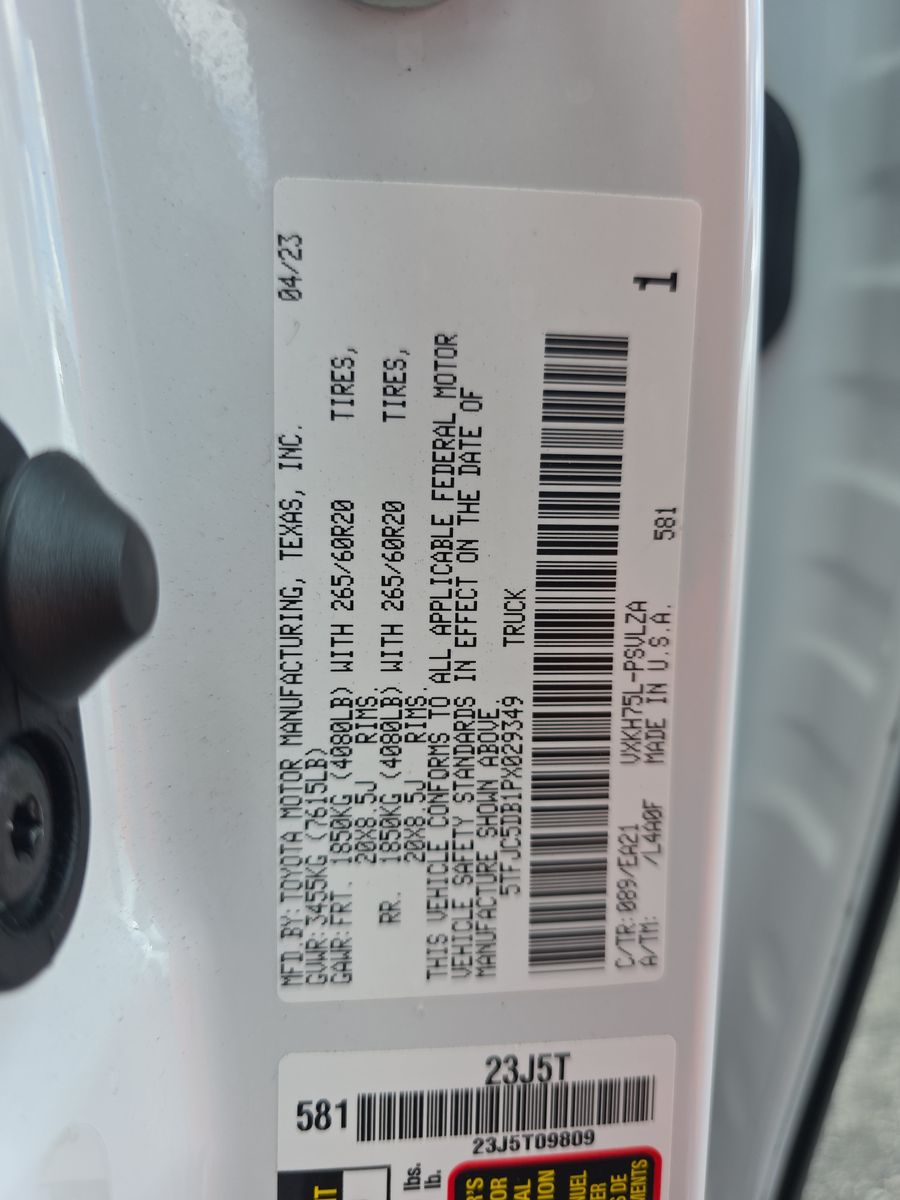 MFD BY: TOYOTA MOTOR MANUFACTURING, TEXAS, INC. 04/23
GVWR: 3455KG (7615LB)
GAWR: FRT. 1850KG (4080LB) WITH 265/60R20 TIRES,
20X8.5J RIMS.
RR. 1850KG (4080LB) WITH 265/60R20 TIRES,
20X8.5J RIMS.
THIS VEHICLE CONFORMS TO ALL APPLICABLE FEDERAL MOTOR
VEHICLE SAFETY STANDARDS IN EFFECT ON THE DATE OF
MANUFACTURE SHOWN ABOVE.
5TFJC5DB1PX029349 TRUCK
C/TR: 089/EA21 VXKH75L-PSVLZA 581
A/TM: /L4A0F MADE IN U.S.A. 1
581
23J5T
23J5T09809
lbs.
lb.